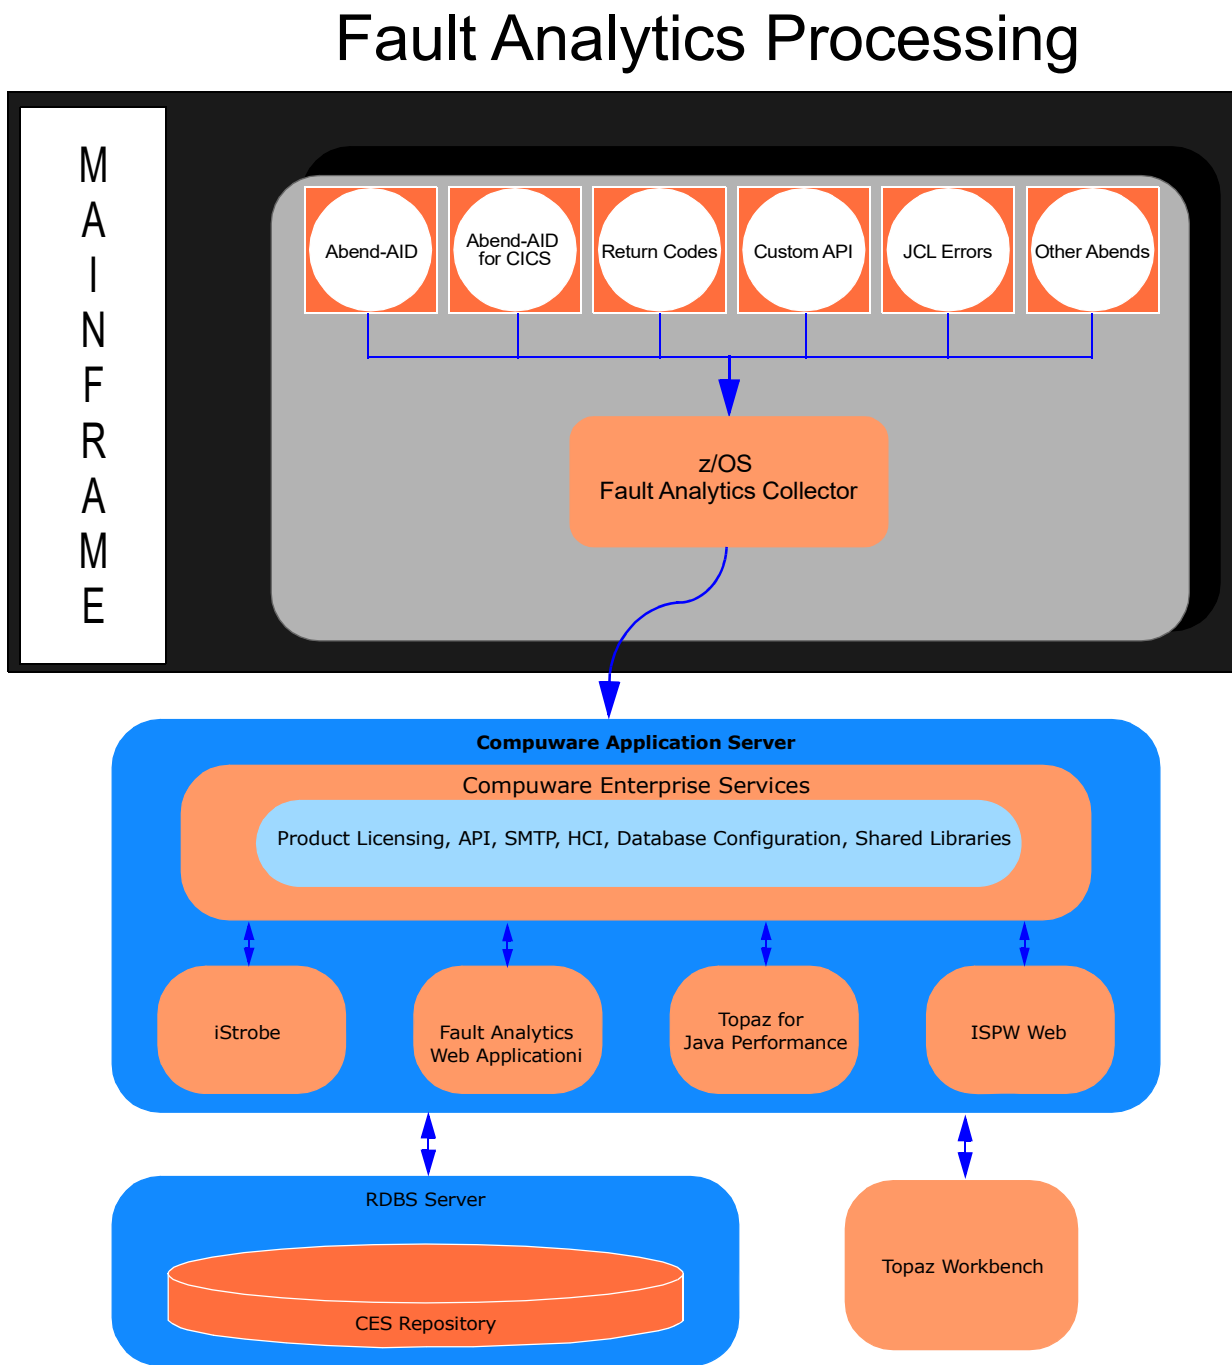 Fault Analytics Processing
MAINFRAME
Abend-AID
Abend-AID
for CICS
Return Codes
Custom API
JCL Errors
Other Abends
z/OS
Fault Analytics Collector
Compuware Application Server
Compuware Enterprise Services
Product Licensing, API, SMTP, HCI, Database Configuration, Shared Libraries
iStrobe
Fault Analytics
Web Applicationi
Topaz for
Java Performance
ISPW Web
RDBS Server
CES Repository
Topaz Workbench